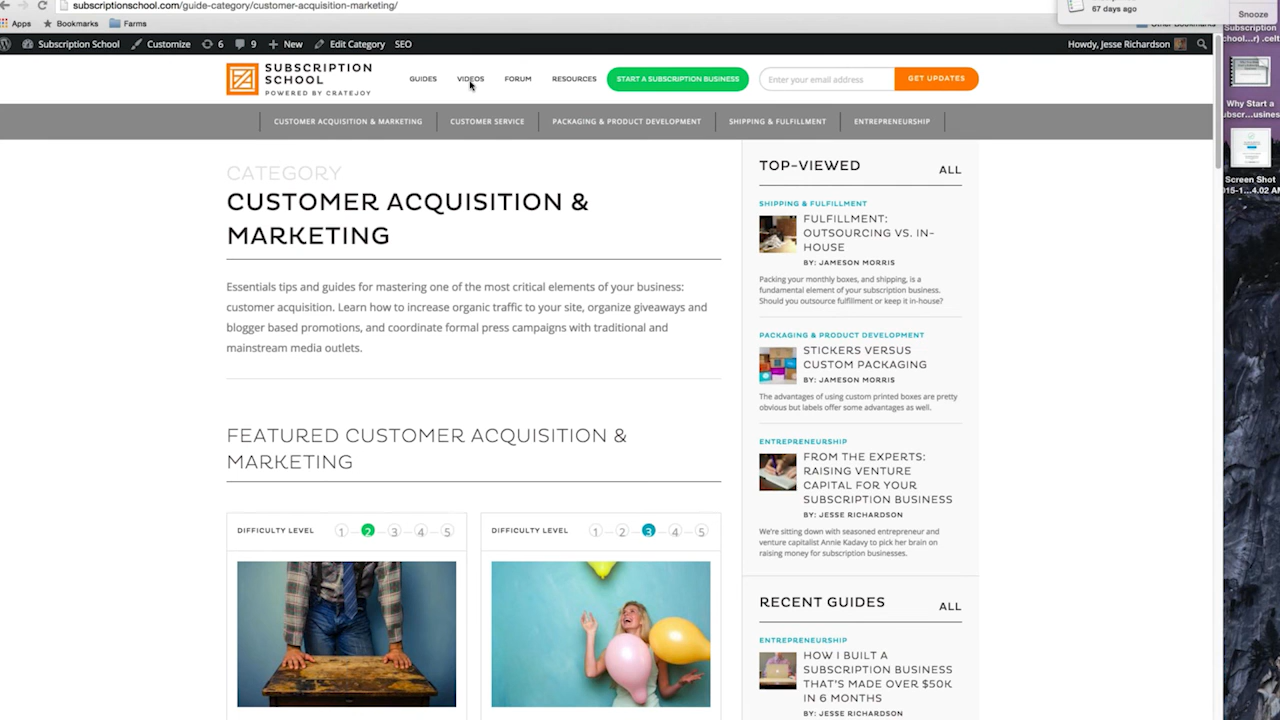 subscriptionschool.com/guide-category/customer-acquisition-marketing/
67 days ago
Snooze
Apps
Bookmarks
Farms
Other Bookmarks
Subscription School
Customize
6
9
New
Edit Category
SEO
Howdy, Jesse Richardson
SUBSCRIPTION
SCHOOL
POWERED BY CRATEJOY
GUIDES
VIDEOS
FORUM
RESOURCES
START A SUBSCRIPTION BUSINESS
Enter your email address
GET UPDATES
CUSTOMER ACQUISITION & MARKETING
CUSTOMER SERVICE
PACKAGING & PRODUCT DEVELOPMENT
SHIPPING & FULFILLMENT
ENTREPRENEURSHIP
CATEGORY
CUSTOMER ACQUISITION &
MARKETING
Essentials tips and guides for mastering one of the most critical elements of your business:
customer acquisition. Learn how to increase organic traffic to your site, organize giveaways and
blogger based promotions, and coordinate formal press campaigns with traditional and
mainstream media outlets.
FEATURED CUSTOMER ACQUISITION &
MARKETING
DIFFICULTY LEVEL 1 2 3 4 5
DIFFICULTY LEVEL 1 2 3 4 5
TOP-VIEWED
ALL
SHIPPING & FULFILLMENT
FULFILLMENT:
OUTSOURCING VS. IN-
HOUSE
BY: JAMESON MORRIS
Packing your monthly boxes, and shipping, is a
fundamental element of your subscription business.
Should you outsource fulfillment or keep it in-house?
PACKAGING & PRODUCT DEVELOPMENT
STICKERS VERSUS
CUSTOM PACKAGING
BY: JAMESON MORRIS
The advantages of using custom printed boxes are pretty
obvious but labels offer some advantages as well.
ENTREPRENEURSHIP
FROM THE EXPERTS:
RAISING VENTURE
CAPITAL FOR YOUR
SUBSCRIPTION BUSINESS
BY: JESSE RICHARDSON
We're sitting down with seasoned entrepreneur and
venture capitalist Annie Kadavy to pick her brain on
raising money for subscription businesses.
RECENT GUIDES
ALL
ENTREPRENEURSHIP
HOW I BUILT A
SUBSCRIPTION BUSINESS
THAT'S MADE OVER $50K
IN 6 MONTHS
BY: JESSE RICHARDSON
Subscription
school...r) .celt
Why Start a
ubscr...usines
Screen Shot
015-1...4.02 AM